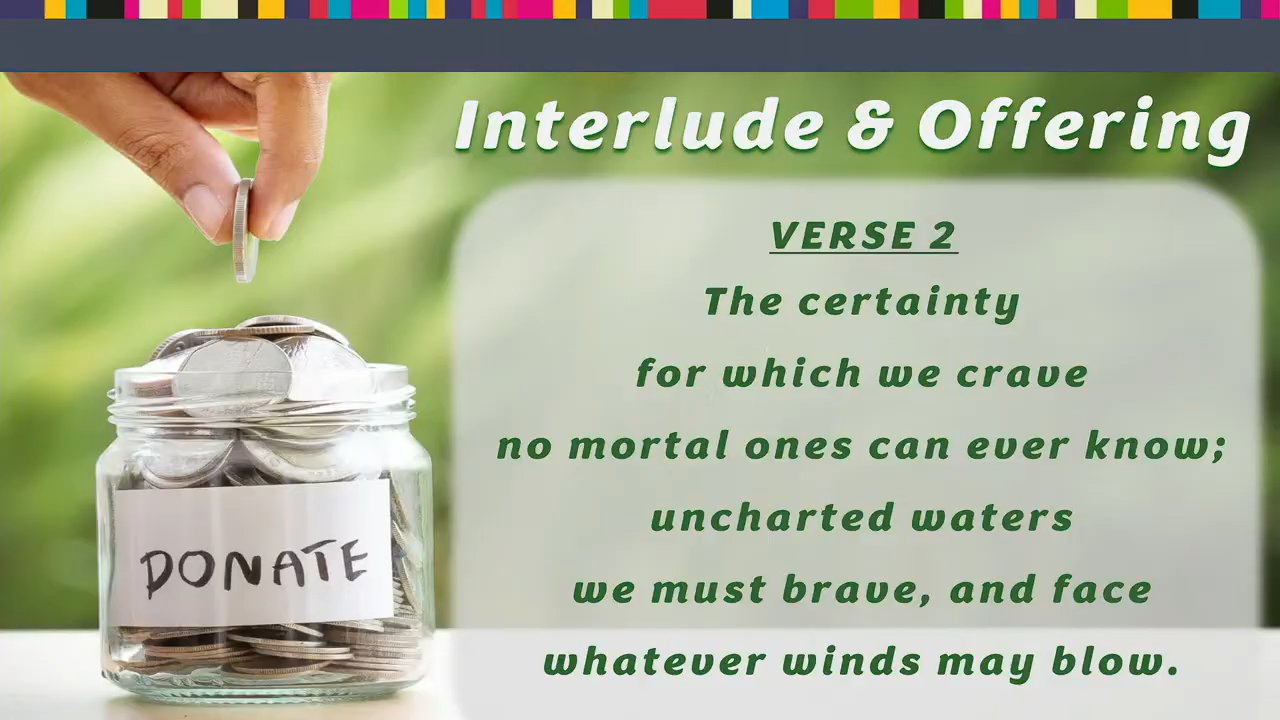 Interlude & Offering
VERSE 2
The certainty
for which we crave
no mortal ones can ever know;
uncharted waters
we must brave, and face
whatever winds may blow.
DONATE